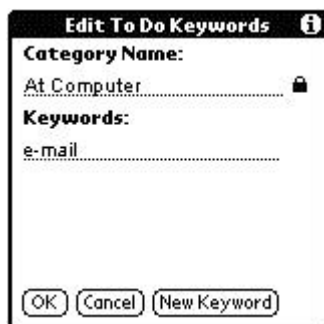 Edit To Do Keywords i
Category Name:
At Computer
Keywords:
e-mail
OK Cancel New Keyword